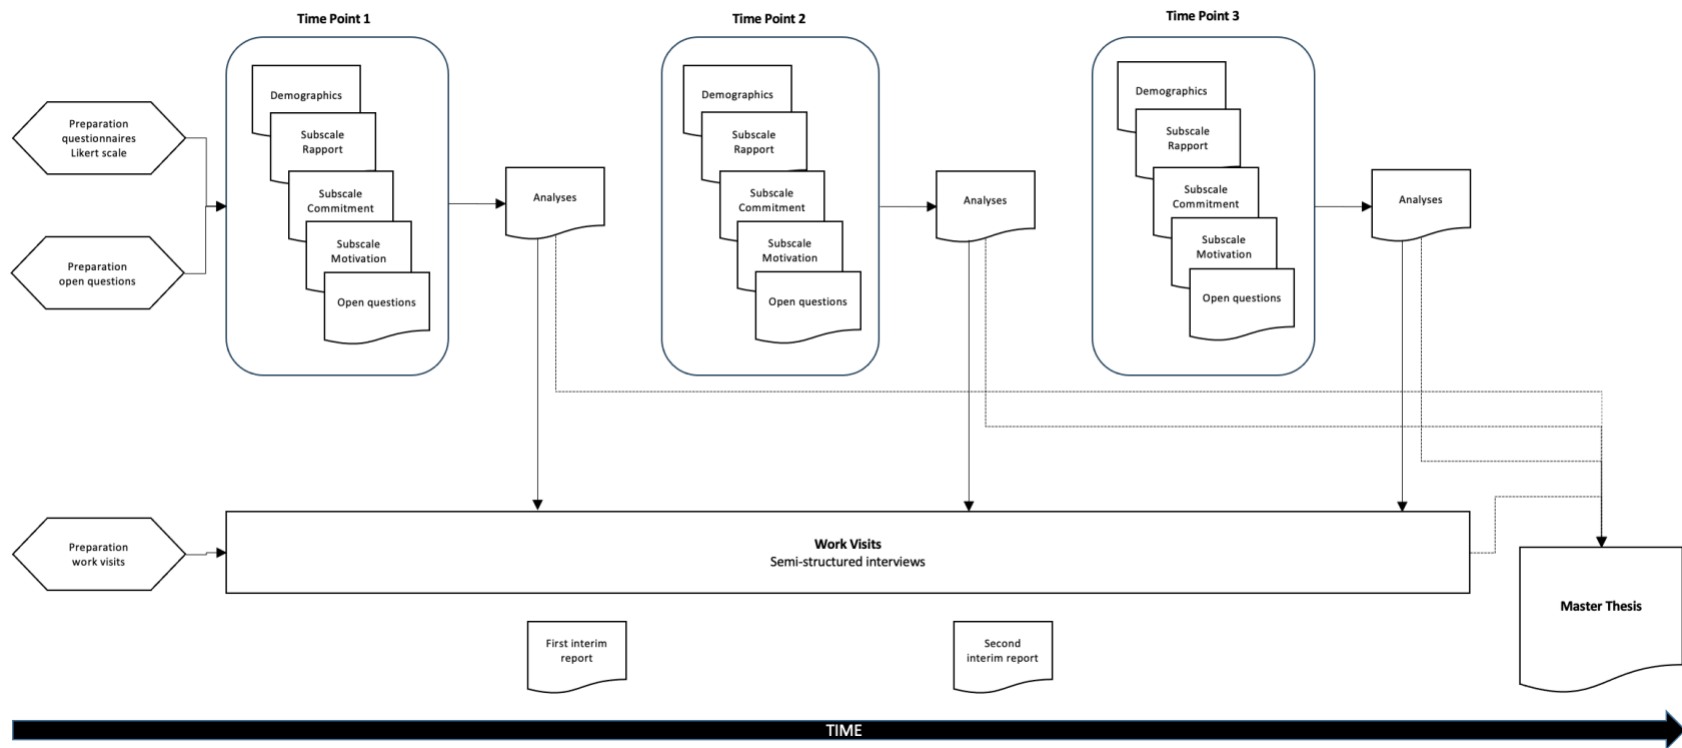 Time Point 1
Time Point 2
Time Point 3
Preparation
questionnaires
Likert scale
Preparation
open questions
Demographics
Subscale
Rapport
Subscale
Commitment
Subscale
Motivation
Open questions
Analyses
Demographics
Subscale
Rapport
Subscale
Commitment
Subscale
Motivation
Open questions
Analyses
Demographics
Subscale
Rapport
Subscale
Commitment
Subscale
Motivation
Open questions
Analyses
Preparation
work visits
Work Visits
Semi-structured interviews
Master Thesis
First interim
report
Second
interim report
TIME